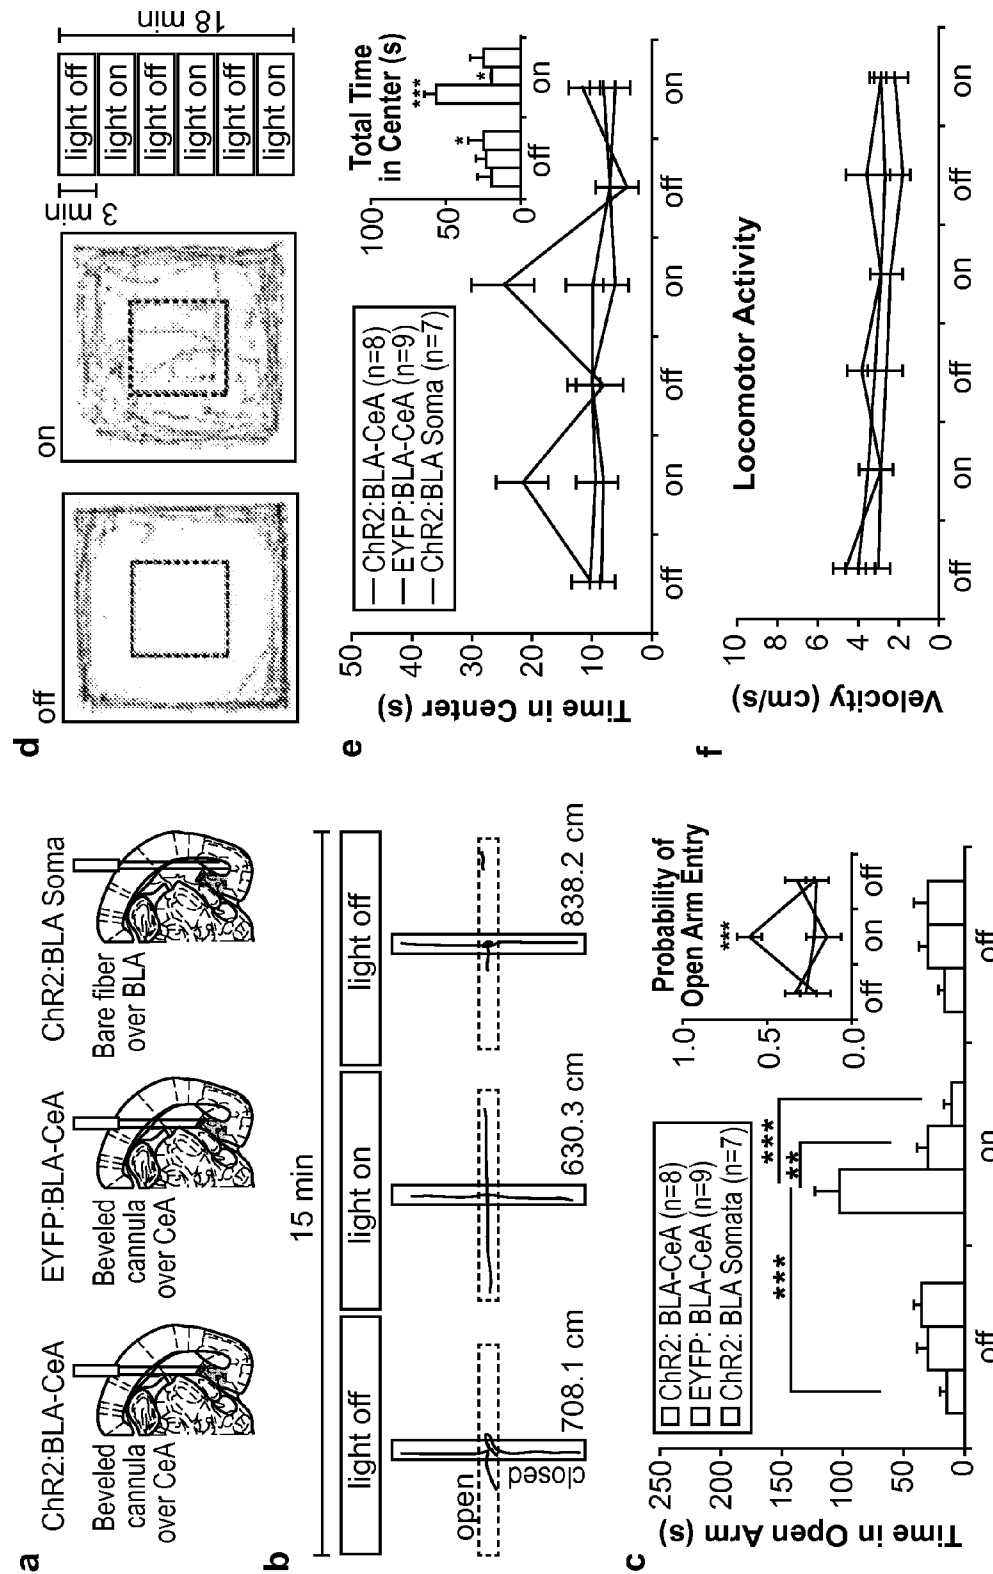 a
ChR2:BLA-CeA
EYFP:BLA-CeA
ChR2:BLA Soma
Beveled
cannula
over CeA
Beveled
cannula
over CeA
Bare fiber
over BLA
b
15 min
light off
light on
light off
open
closed
708.1 cm
630.3 cm
838.2 cm
c
Time in Open Arm (s)
250
200
150
100
50
0
ChR2: BLA-CeA (n=8)
EYFP: BLA-CeA (n=9)
ChR2: BLA Somata (n=7)
***
**
***
off
on
off
Probability of
Open Arm Entry
1.0
0.5
0.0
***
off
on
off
d
off
on
3 min
light off
light on
light off
light on
light off
light on
18 min
e
Time in Center (s)
50
40
30
20
10
0
ChR2:BLA-CeA (n=8)
EYFP:BLA-CeA (n=9)
ChR2:BLA Soma (n=7)
off
on
off
on
off
on
Total Time
in Center (s)
100
50
0
*
***
*
off
on
f
Locomotor Activity
Velocity (cm/s)
10
8
6
4
2
0
off
on
off
on
off
on